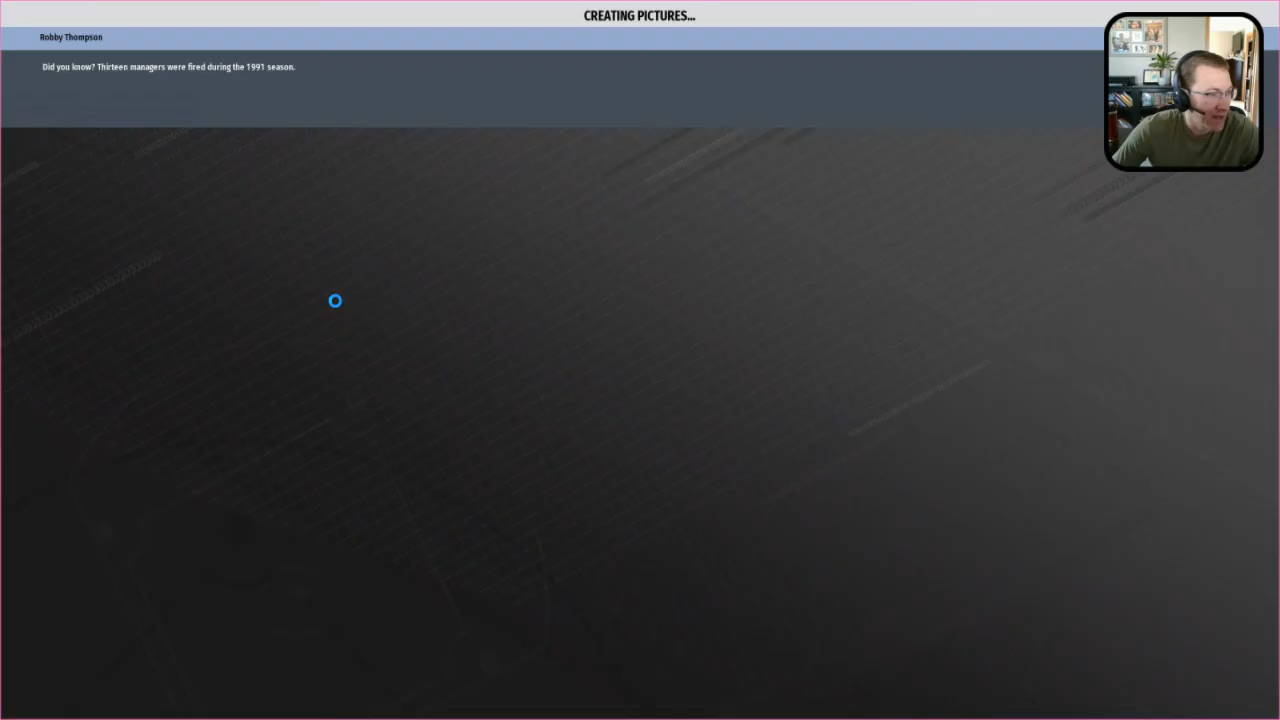 CREATING PICTURES...
Robby Thompson
Did you know? Thirteen managers were fired during the 1991 season.